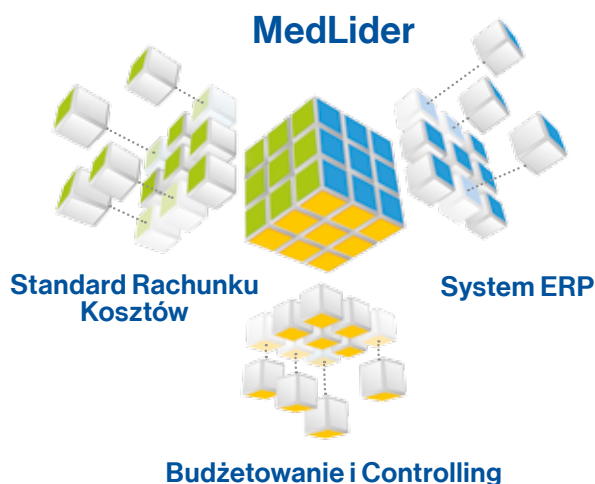 MedLider
Standard Rachunku
Kosztów
System ERP
Budżetowanie i Controlling